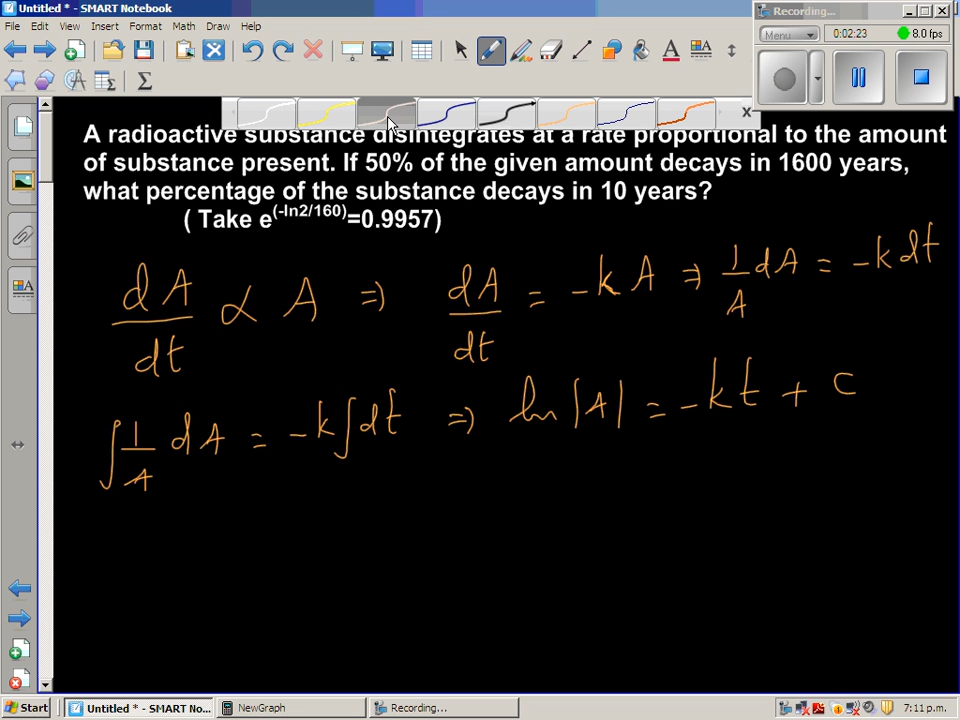 Untitled * - SMART Notebook
Recording...
File Edit View Insert Format Math Draw Help
Menu 0:02:23 8.0 fps
A radioactive substance disintegrates at a rate proportional to the amount
of substance present. If 50% of the given amount decays in 1600 years,
what percentage of the substance decays in 10 years?
( Take e^(-ln2/160)=0.9957)
dA/dt ∝ A ⇒ dA/dt = -kA ⇒ 1/A dA = -k dt
∫ 1/A dA = -k ∫ dt ⇒ ln |A| = -kt + C
Start Untitled * - SMART No... NewGraph Recording... 7:11 p.m.